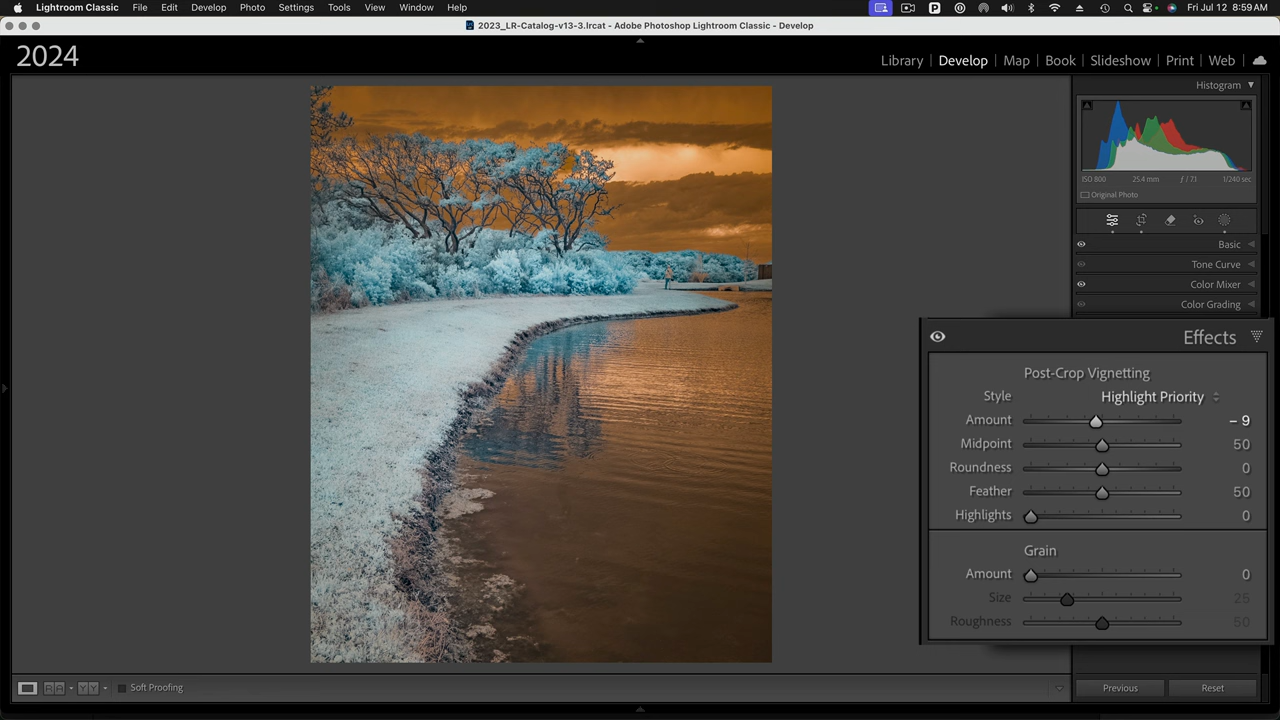 Lightroom Classic File Edit Develop Photo Settings Tools View Window Help Fri Jul 12 8:59 AM
2023_LR-Catalog-v13-3.lrcat - Adobe Photoshop Lightroom Classic - Develop
2024 Library | Develop | Map | Book | Slideshow | Print | Web
Histogram
ISO 800 25.4 mm ƒ / 7.1 1/240 sec
Original Photo
Basic
Tone Curve
Color Mixer
Color Grading
Effects
Post-Crop Vignetting
Style Highlight Priority
Amount – 9
Midpoint 50
Roundness 0
Feather 50
Highlights 0
Grain
Amount 0
Size 25
Roughness 50
R A Y Y Soft Proofing Previous Reset